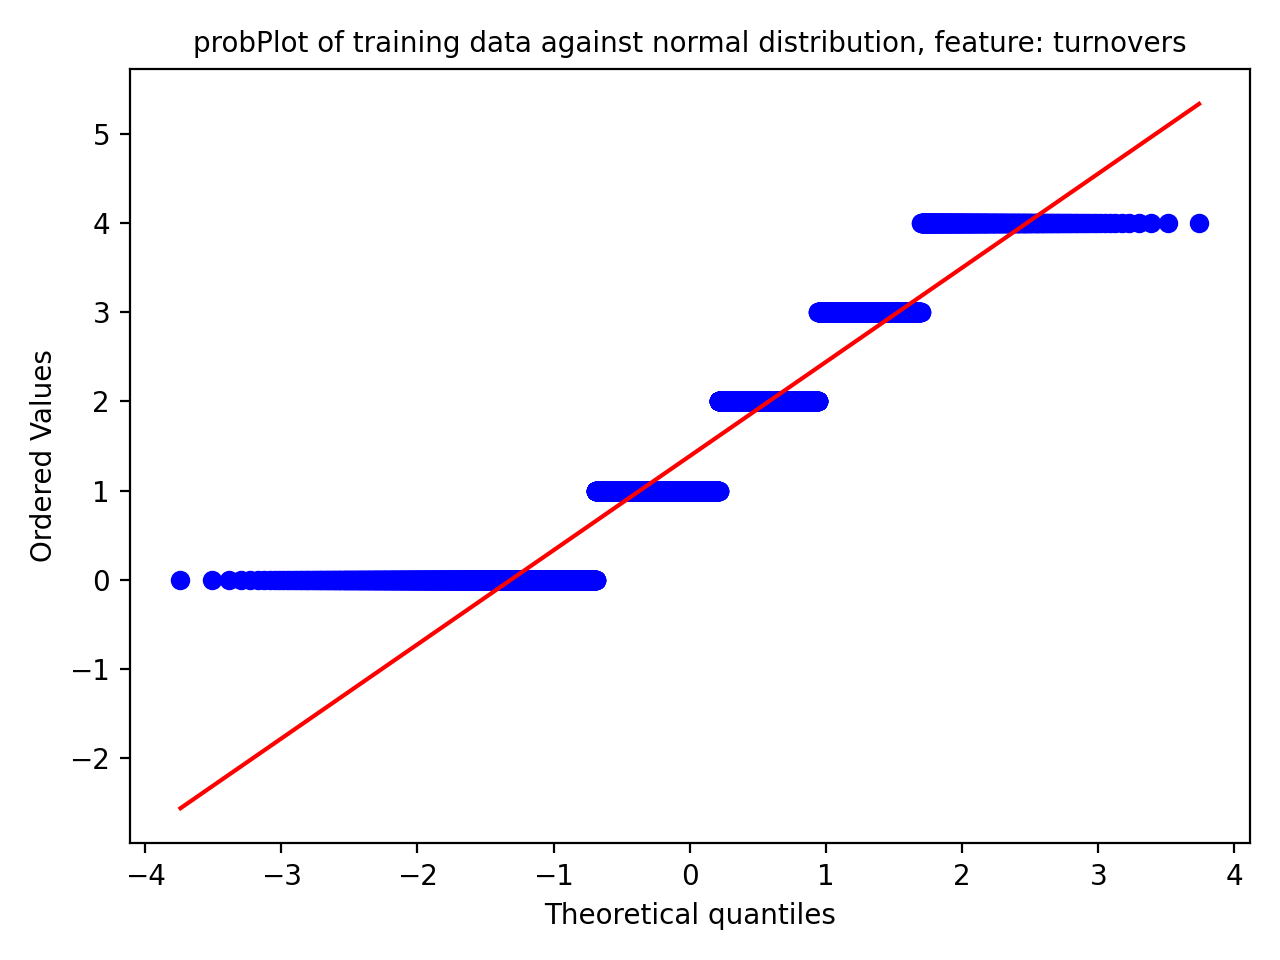 probPlot of training data against normal distribution, feature: turnovers
5
4
3
2
1
0
−1
−2
Ordered Values
−4 −3 −2 −1 0 1 2 3 4
Theoretical quantiles